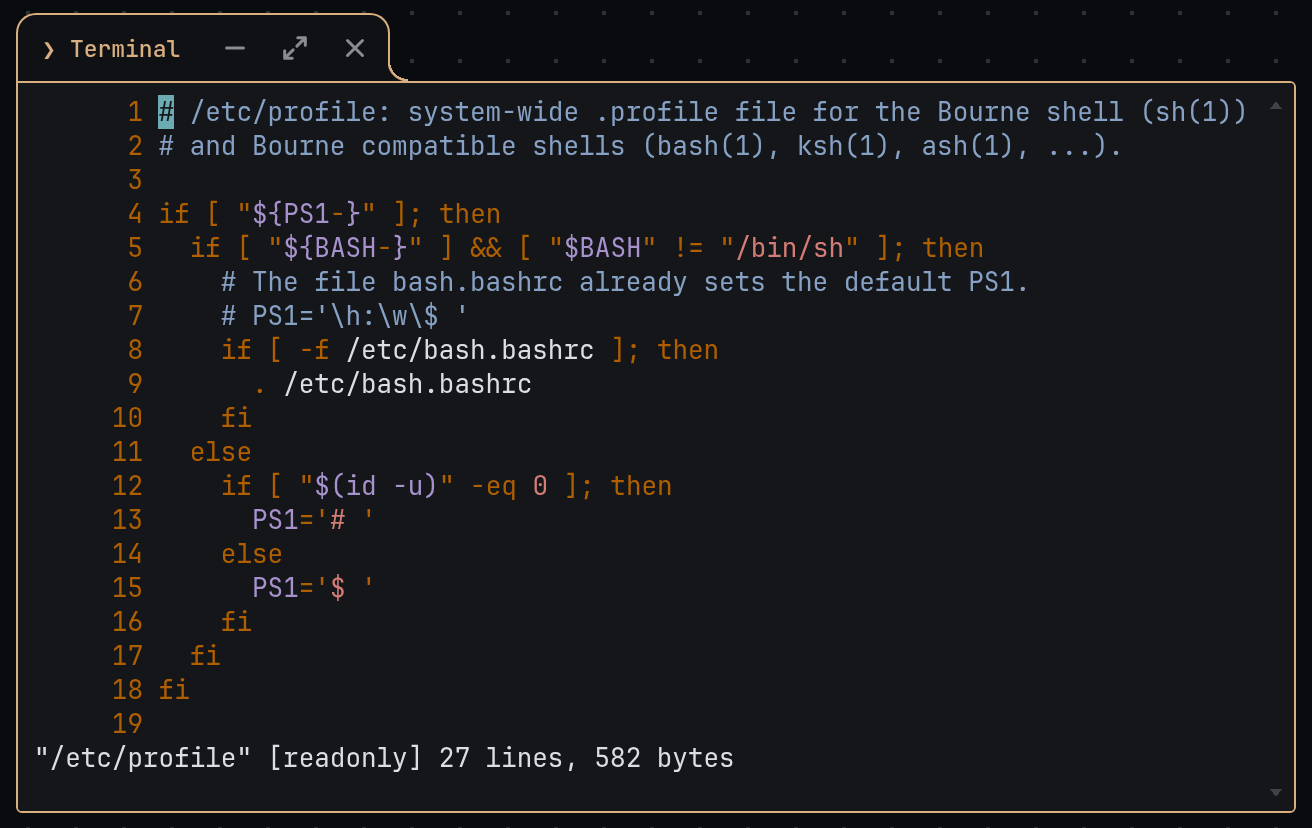 ❯ Terminal
1 # /etc/profile: system-wide .profile file for the Bourne shell (sh(1))
2 # and Bourne compatible shells (bash(1), ksh(1), ash(1), ...).
3
4 if [ "${PS1-}" ]; then
5   if [ "${BASH-}" ] && [ "$BASH" != "/bin/sh" ]; then
6     # The file bash.bashrc already sets the default PS1.
7     # PS1='\h:\w\$ '
8     if [ -f /etc/bash.bashrc ]; then
9       . /etc/bash.bashrc
10     fi
11   else
12     if [ "$(id -u)" -eq 0 ]; then
13       PS1='# '
14     else
15       PS1='$ '
16     fi
17   fi
18 fi
19
"/etc/profile" [readonly] 27 lines, 582 bytes